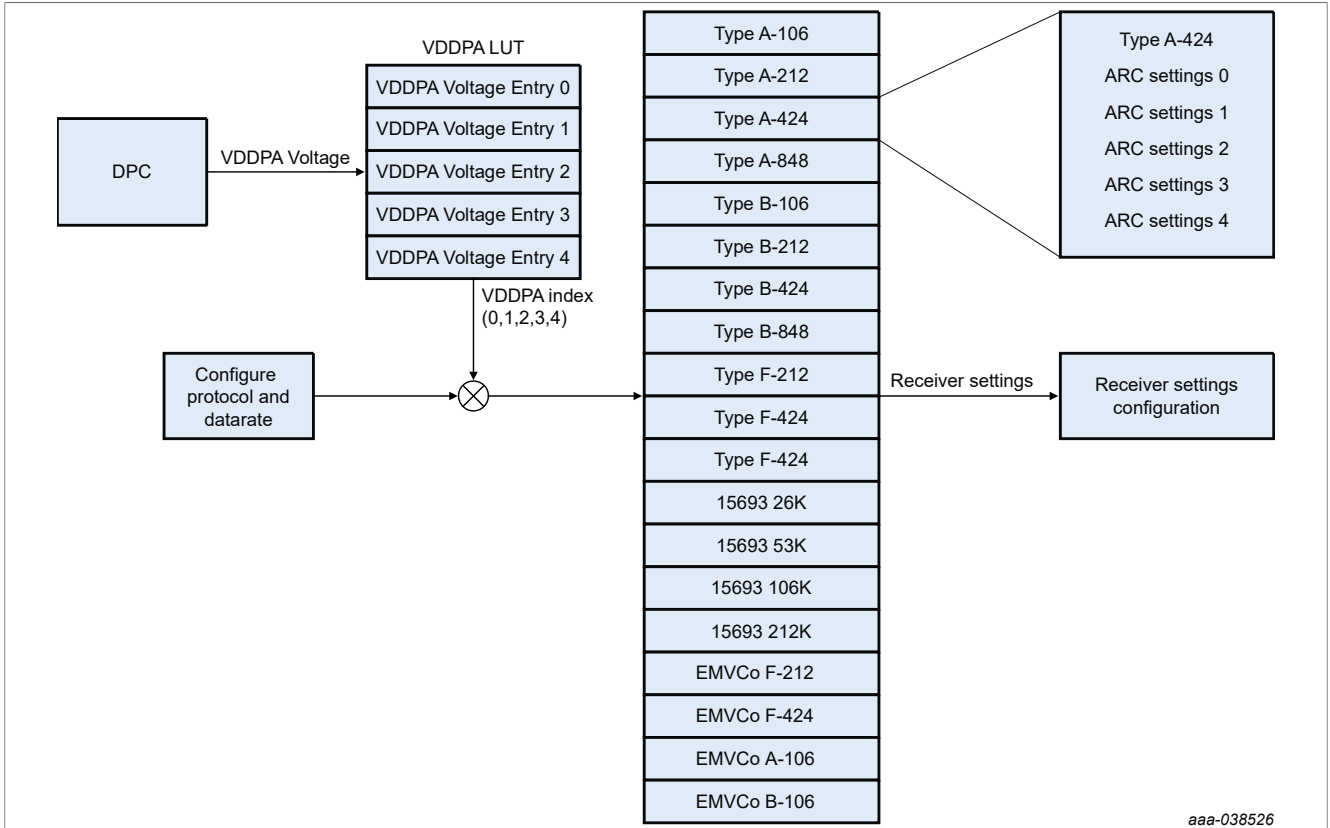 VDDPA LUT
VDDPA Voltage Entry 0
VDDPA Voltage Entry 1
VDDPA Voltage Entry 2
VDDPA Voltage Entry 3
VDDPA Voltage Entry 4
DPC
VDDPA Voltage
VDDPA index
(0,1,2,3,4)
Configure
protocol and
datarate
Type A-106
Type A-212
Type A-424
Type A-848
Type B-106
Type B-212
Type B-424
Type B-848
Type F-212
Type F-424
Type F-424
15693 26K
15693 53K
15693 106K
15693 212K
EMVCo F-212
EMVCo F-424
EMVCo A-106
EMVCo B-106
Type A-424
ARC settings 0
ARC settings 1
ARC settings 2
ARC settings 3
ARC settings 4
Receiver settings
Receiver settings
configuration
aaa-038526